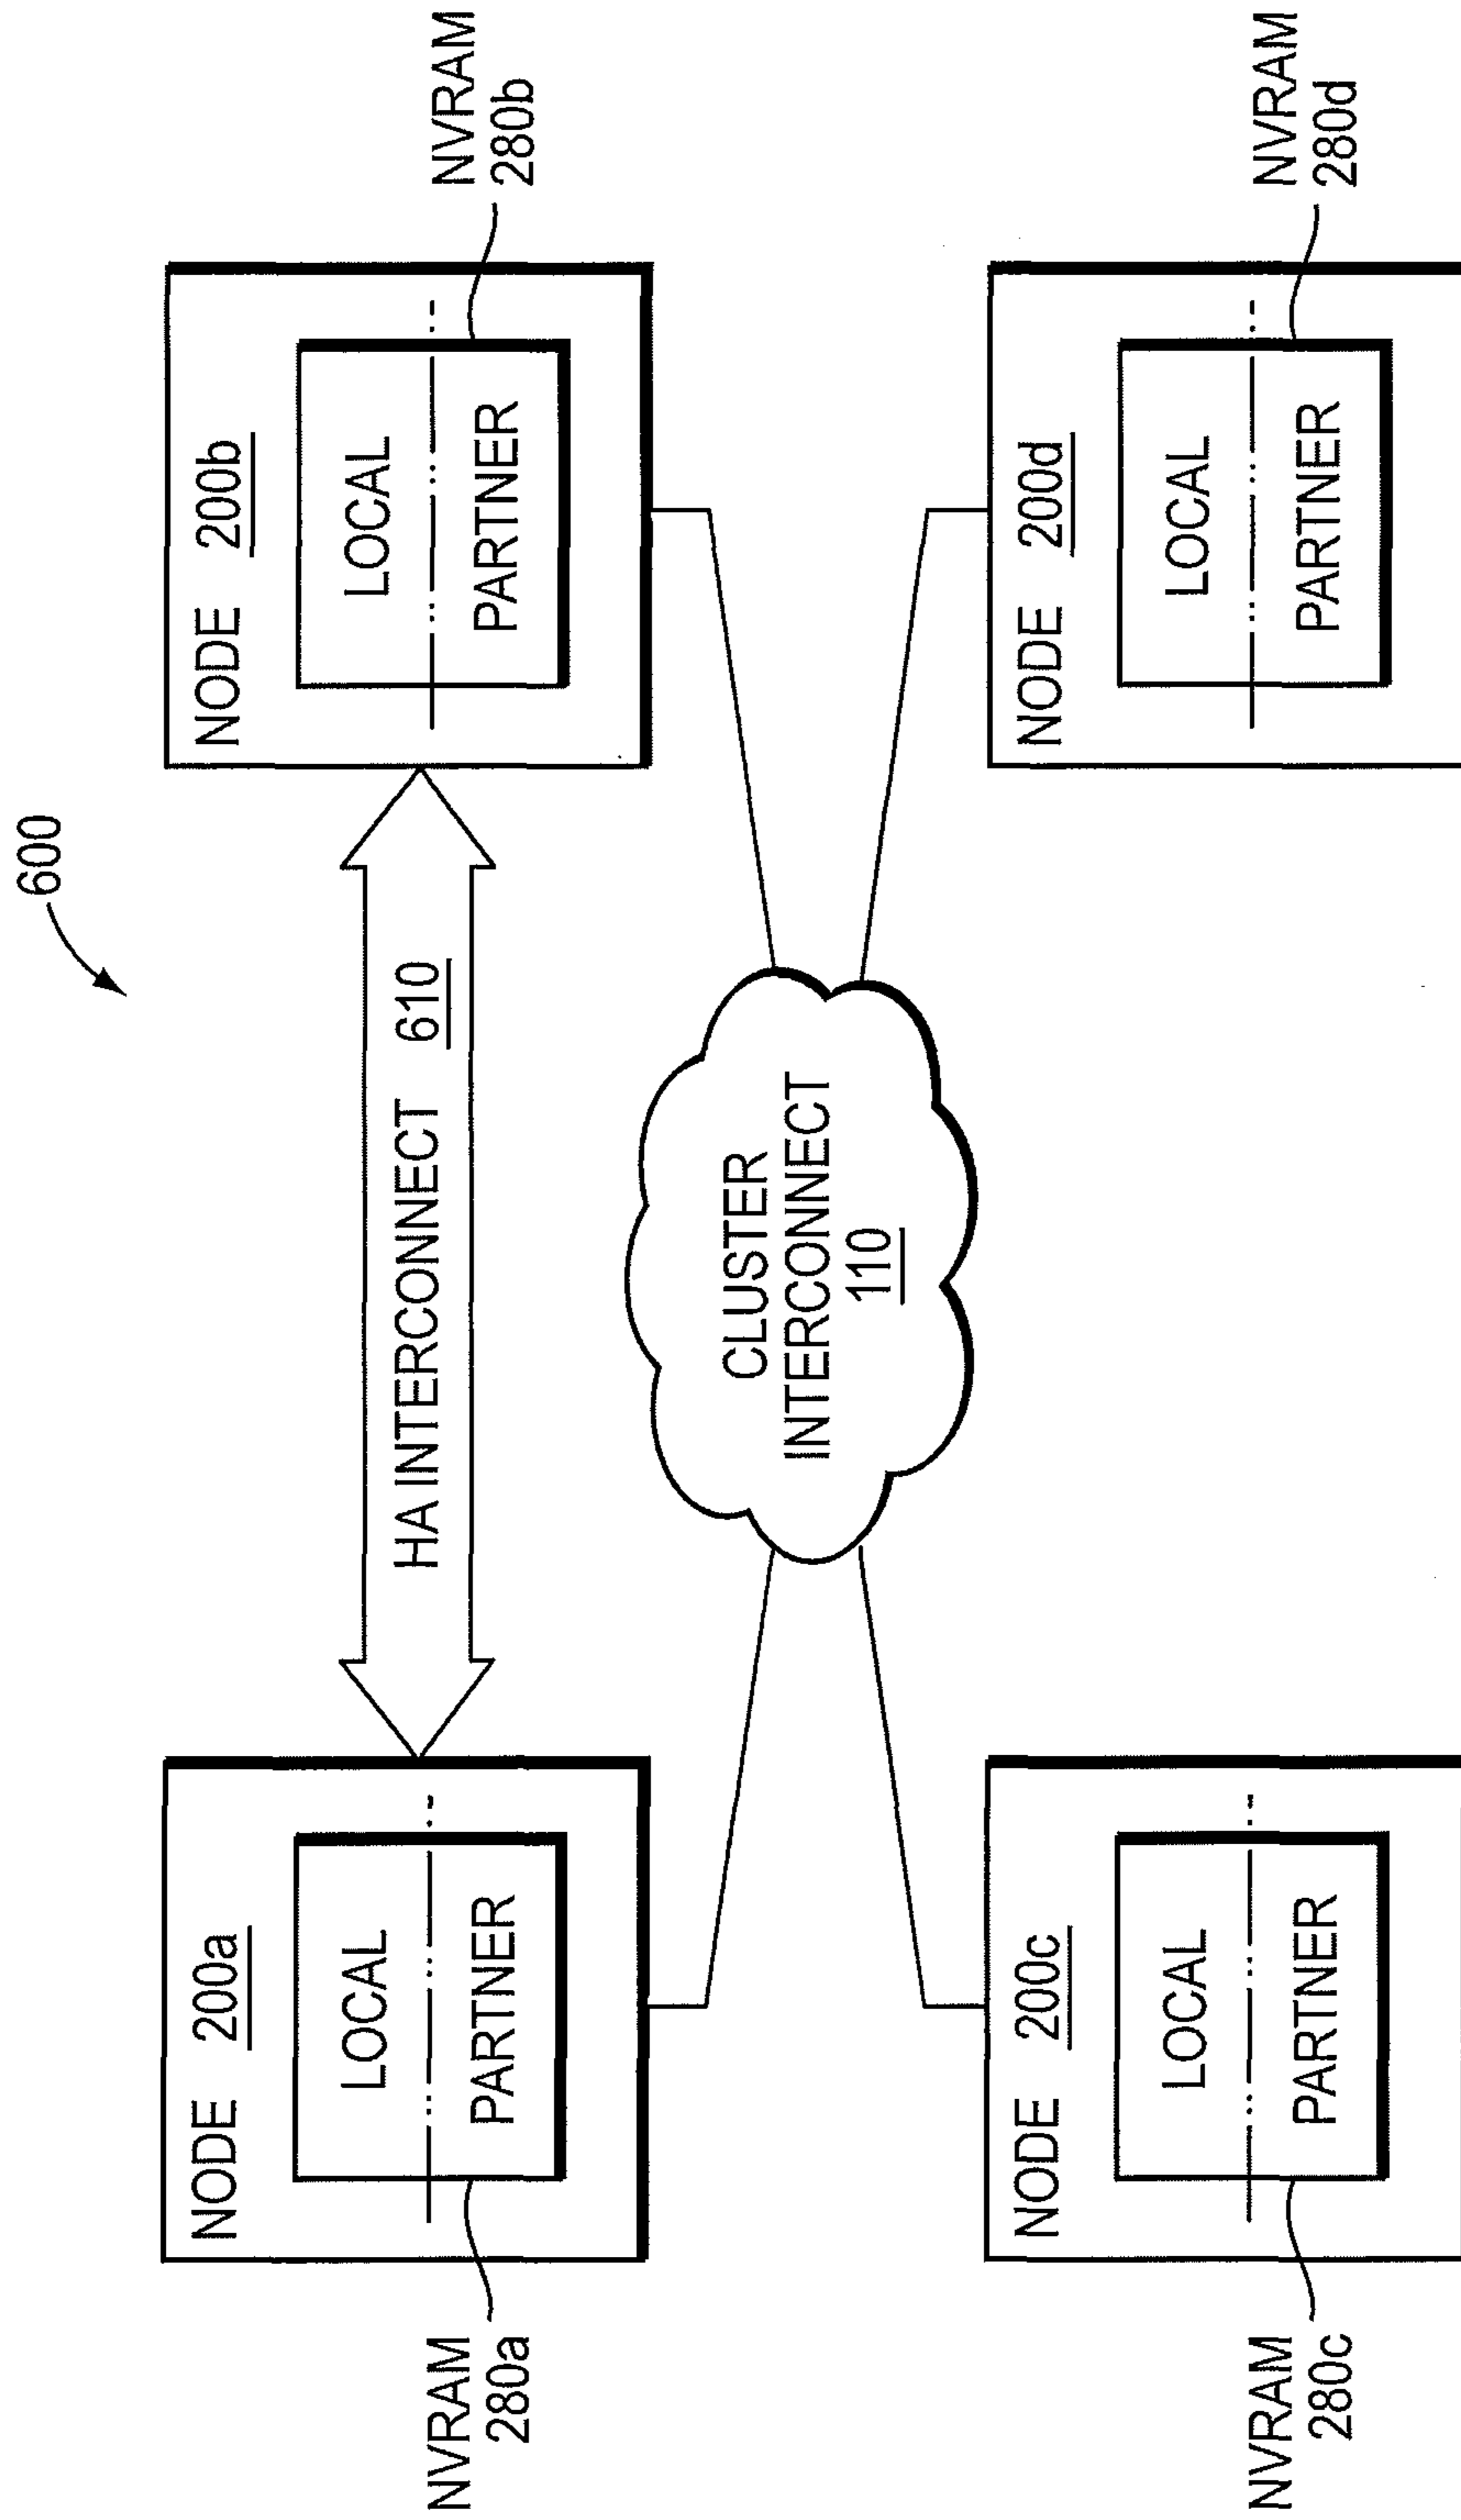 600
NODE 200a
LOCAL
PARTNER
NVRAM
280a
HA INTERCONNECT 610
NODE 200b
LOCAL
PARTNER
NVRAM
280b
CLUSTER
INTERCONNECT
110
NODE 200c
LOCAL
PARTNER
NVRAM
280c
NODE 200d
LOCAL
PARTNER
NVRAM
280d